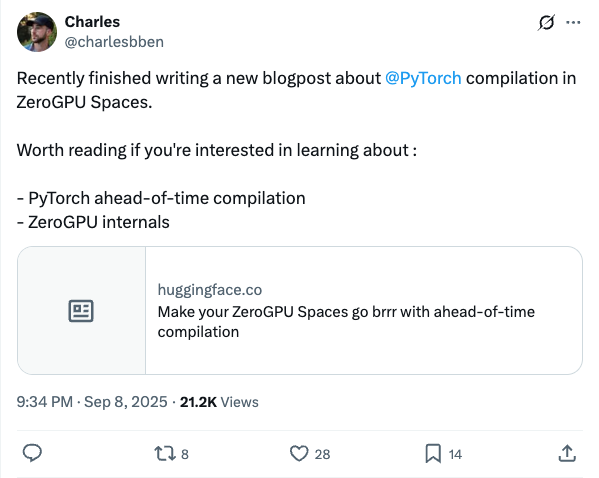 Charles
@charlesbben
Recently finished writing a new blogpost about @PyTorch compilation in
ZeroGPU Spaces.
Worth reading if you're interested in learning about :
- PyTorch ahead-of-time compilation
- ZeroGPU internals
huggingface.co
Make your ZeroGPU Spaces go brrr with ahead-of-time
compilation
9:34 PM · Sep 8, 2025 · 21.2K Views
8 28 14